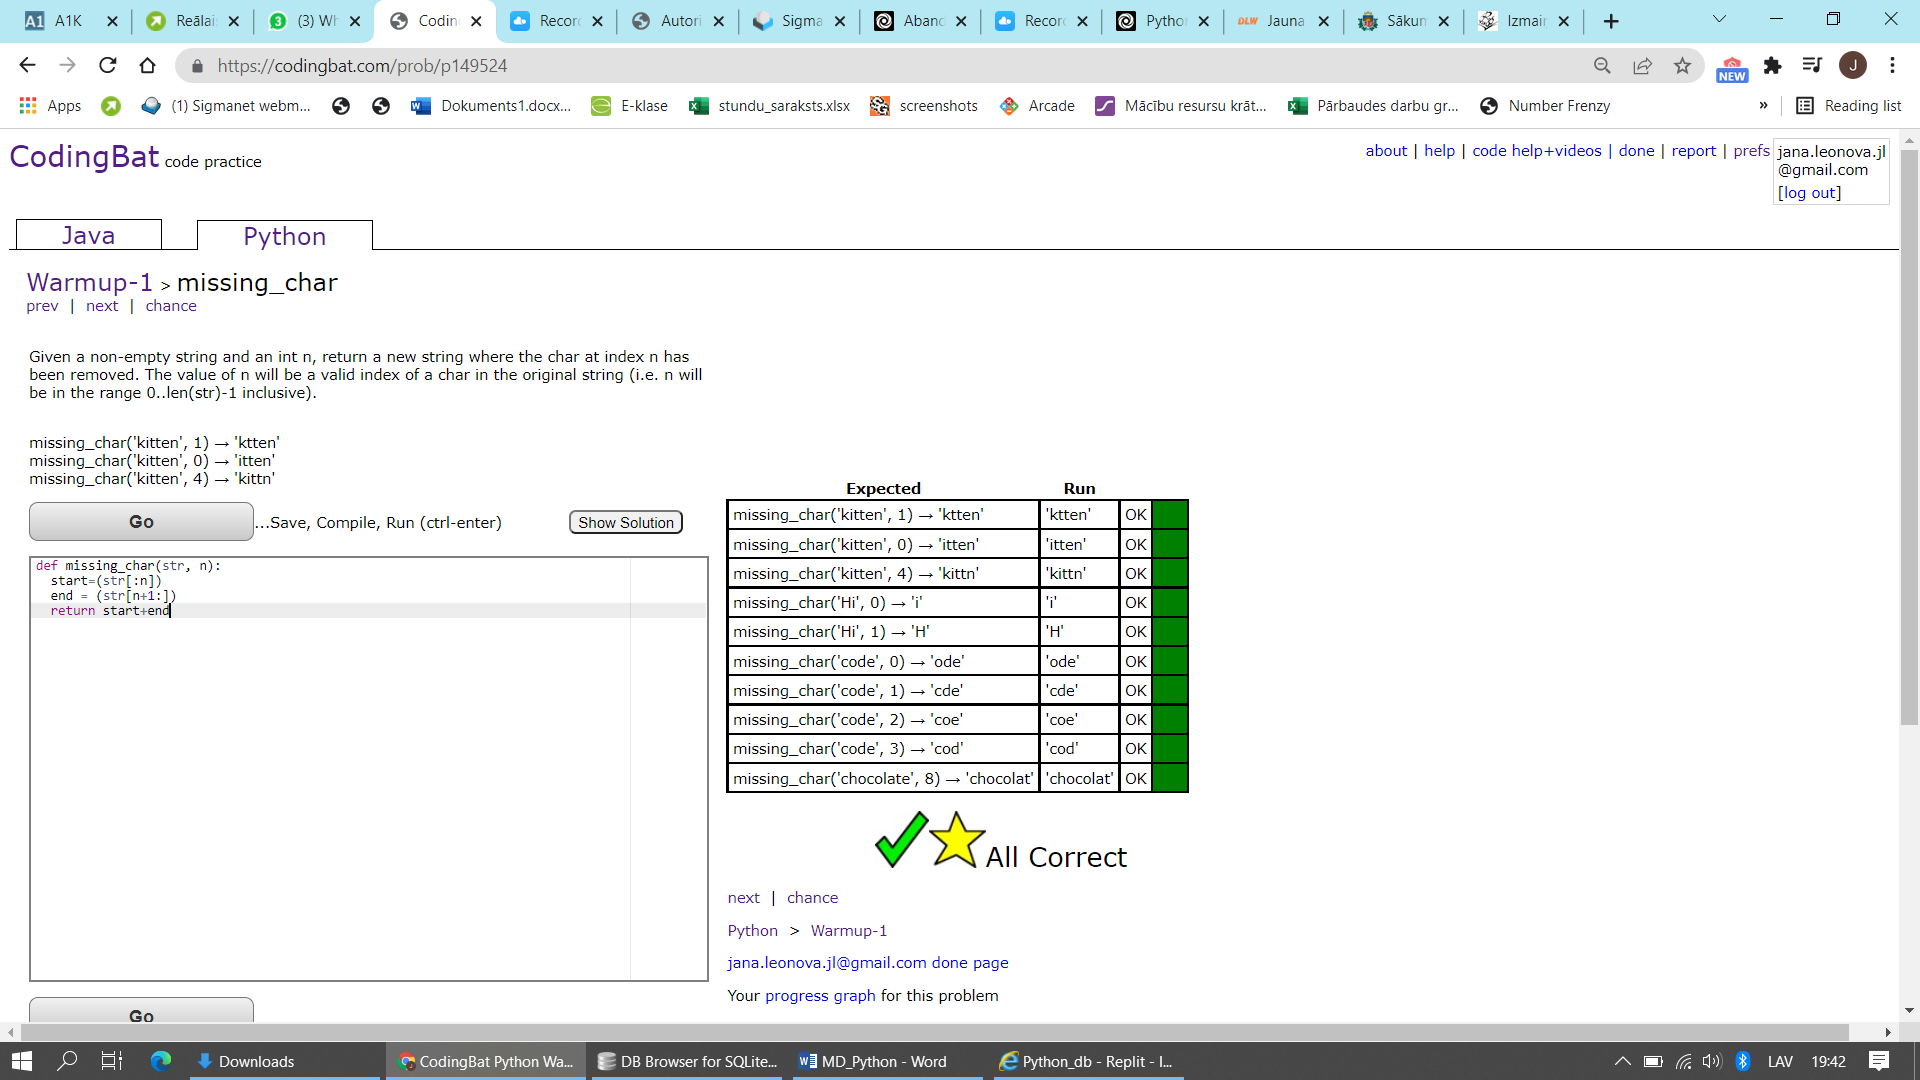 A1K
Reālai
(3) Wh
Codin
Record
Autori
Sigma
Aband
Record
Python
DLW Jauna
Sākum
Izmain
https://codingbat.com/prob/p149524
NEW
J
Apps
(1) Sigmanet webm...
Dokuments1.docx...
E-klase
stundu_saraksts.xlsx
screenshots
Arcade
Mācību resursu krāt...
Pārbaudes darbu gr...
Number Frenzy
»
Reading list
CodingBat code practice
about | help | code help+videos | done | report | prefs
jana.leonova.jl
@gmail.com
[log out]
Java
Python
Warmup-1 > missing_char
prev | next | chance
Given a non-empty string and an int n, return a new string where the char at index n has
been removed. The value of n will be a valid index of a char in the original string (i.e. n will
be in the range 0..len(str)-1 inclusive).
missing_char('kitten', 1) → 'ktten'
missing_char('kitten', 0) → 'itten'
missing_char('kitten', 4) → 'kittn'
Go
...Save, Compile, Run (ctrl-enter)
Show Solution
def missing_char(str, n):
  start=(str[:n])
  end = (str[n+1:])
  return start+end
Go
Expected Run
missing_char('kitten', 1) → 'ktten' 'ktten' OK
missing_char('kitten', 0) → 'itten' 'itten' OK
missing_char('kitten', 4) → 'kittn' 'kittn' OK
missing_char('Hi', 0) → 'i' 'i' OK
missing_char('Hi', 1) → 'H' 'H' OK
missing_char('code', 0) → 'ode' 'ode' OK
missing_char('code', 1) → 'cde' 'cde' OK
missing_char('code', 2) → 'coe' 'coe' OK
missing_char('code', 3) → 'cod' 'cod' OK
missing_char('chocolate', 8) → 'chocolat' 'chocolat' OK
All Correct
next | chance
Python > Warmup-1
jana.leonova.jl@gmail.com done page
Your progress graph for this problem
Downloads
CodingBat Python Wa...
DB Browser for SQLite...
MD_Python - Word
Python_db - Replit - I...
LAV
19:42